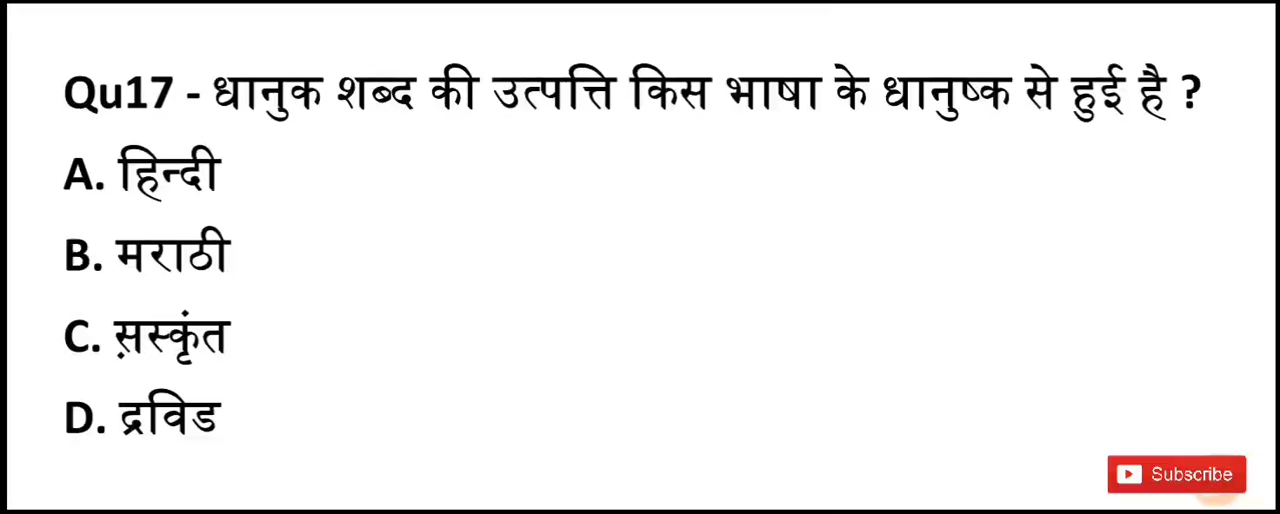 Qu17 - धानुक शब्द की उत्पत्ति किस भाषा के धानुष्क से हुई है ?
A. हिन्दी
B. मराठी
C. स़स्कृंत
D. द्रविड
Subscribe